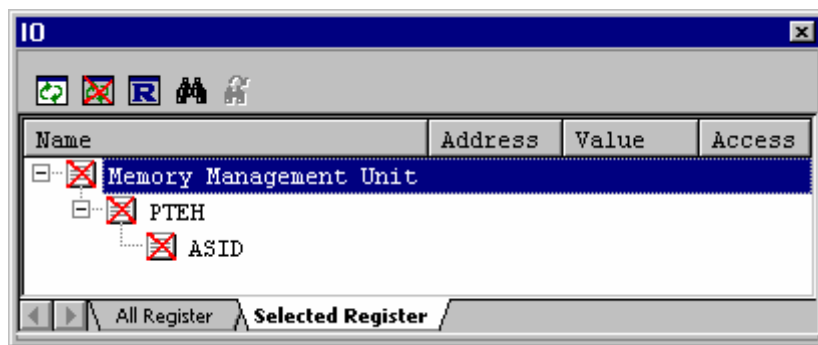 IO
R
Name Address Value Access
Memory Management Unit
PTEH
ASID
All Register Selected Register